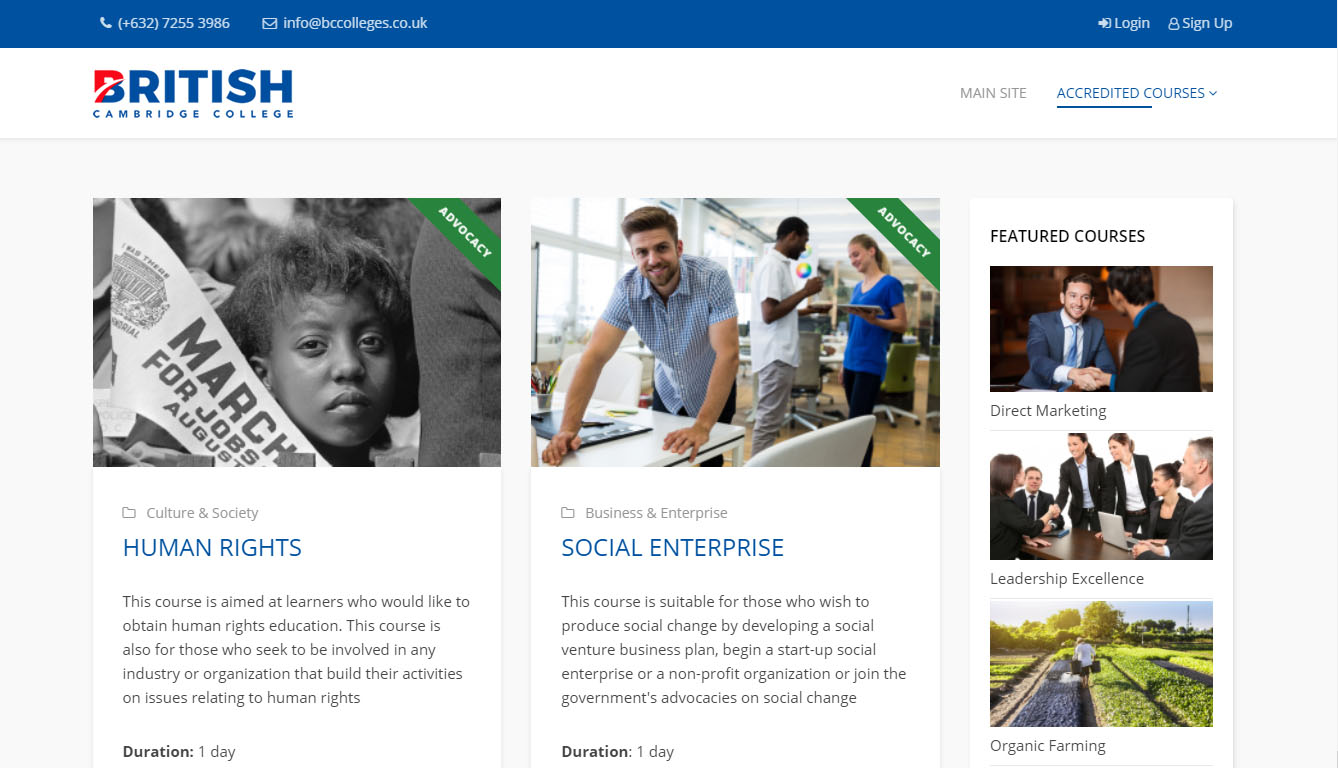 (+632) 7255 3986
info@bccolleges.co.uk
Login
Sign Up
BRITISH
CAMBRIDGE COLLEGE
MAIN SITE
ACCREDITED COURSES
ADVOCACY
MARCH
FOR JOBS
AUGUST
Culture & Society
HUMAN RIGHTS
This course is aimed at learners who would like to
obtain human rights education. This course is
also for those who seek to be involved in any
industry or organization that build their activities
on issues relating to human rights
Duration: 1 day
ADVOCACY
Business & Enterprise
SOCIAL ENTERPRISE
This course is suitable for those who wish to
produce social change by developing a social
venture business plan, begin a start-up social
enterprise or a non-profit organization or join the
government's advocacies on social change
Duration: 1 day
FEATURED COURSES
Direct Marketing
Leadership Excellence
Organic Farming